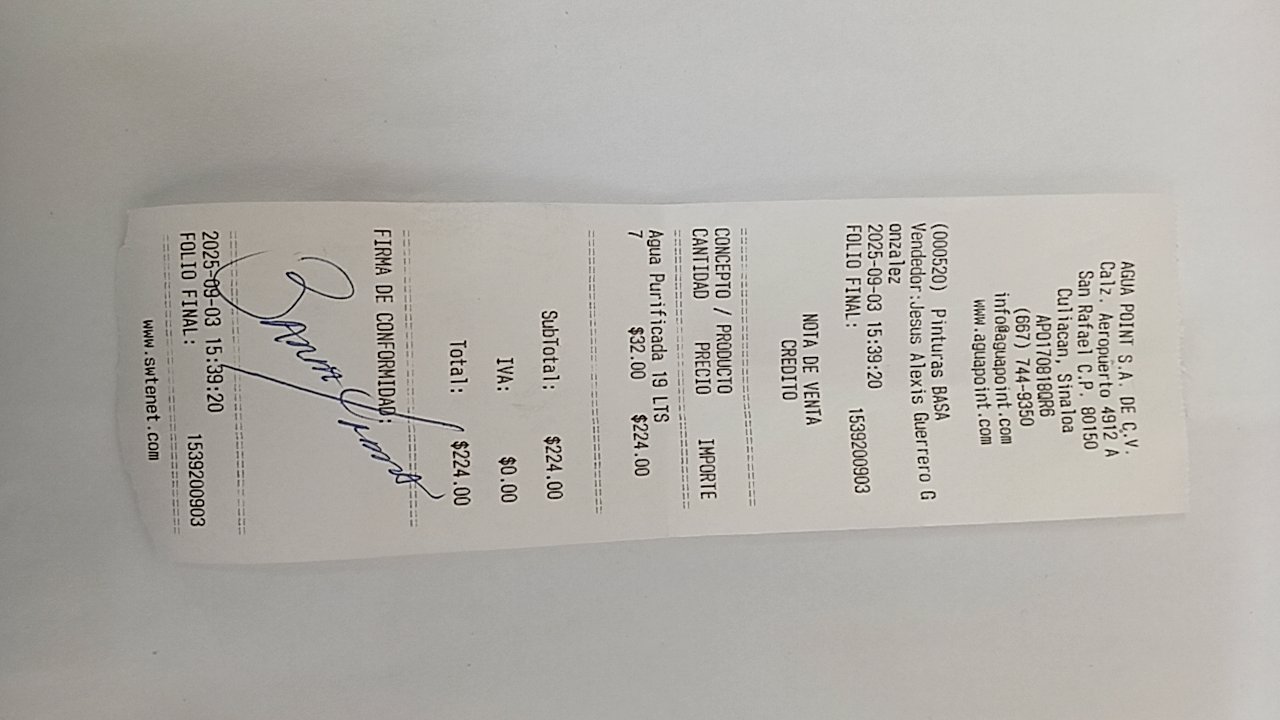 AGUA POINT S.A. DE C.V.
Calz. Aeropuerto 4912 A
San Rafael C.P. 80150
Culiacan, Sinaloa
APO170818QR6
(667) 744-9350
info@aguapoint.com
www.aguapoint.com
(000520) Pinturas BASA
Vendedor:Jesus Alexis Guerrero G
onzalez
2025-09-03 15:39:20
FOLIO FINAL: 1539200903
NOTA DE VENTA
CREDITO
CONCEPTO / PRODUCTO
CANTIDAD PRECIO IMPORTE
Agua Purificada 19 LTS
7 $32.00 $224.00
SubTotal: $224.00
IVA: $0.00
Total: $224.00
FIRMA DE CONFORMIDAD:
2025-09-03 15:39:20
FOLIO FINAL: 1539200903
www.swtenet.com